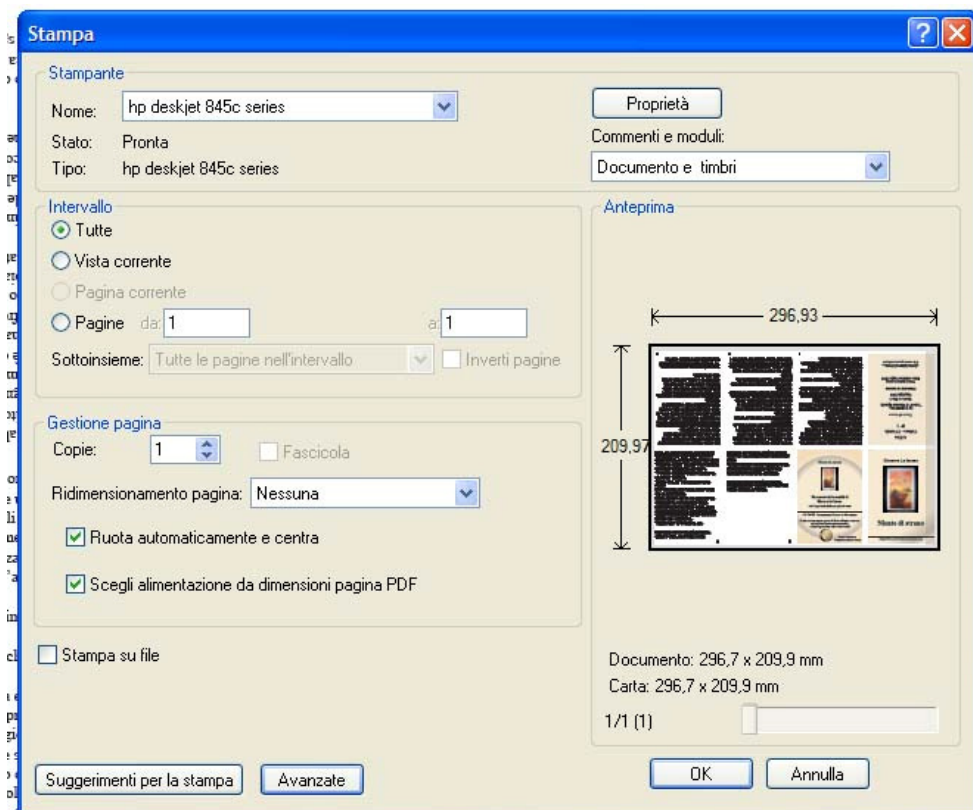 Stampa
Stampante
Nome: hp deskjet 845c series
Proprietà
Stato: Pronta
Commenti e moduli:
Tipo: hp deskjet 845c series
Documento e timbri
Intervallo
Tutte
Vista corrente
Pagina corrente
Pagine da: 1 a: 1
Sottoinsieme: Tutte le pagine nell'intervallo Inverti pagine
Gestione pagina
Copie: 1 Fascicola
Ridimensionamento pagina: Nessuna
Ruota automaticamente e centra
Scegli alimentazione da dimensioni pagina PDF
Stampa su file
Anteprima
296,93
209,97
Niente di strano
Documento: 296,7 x 209,9 mm
Carta: 296,7 x 209,9 mm
1/1 (1)
Suggerimenti per la stampa Avanzate OK Annulla